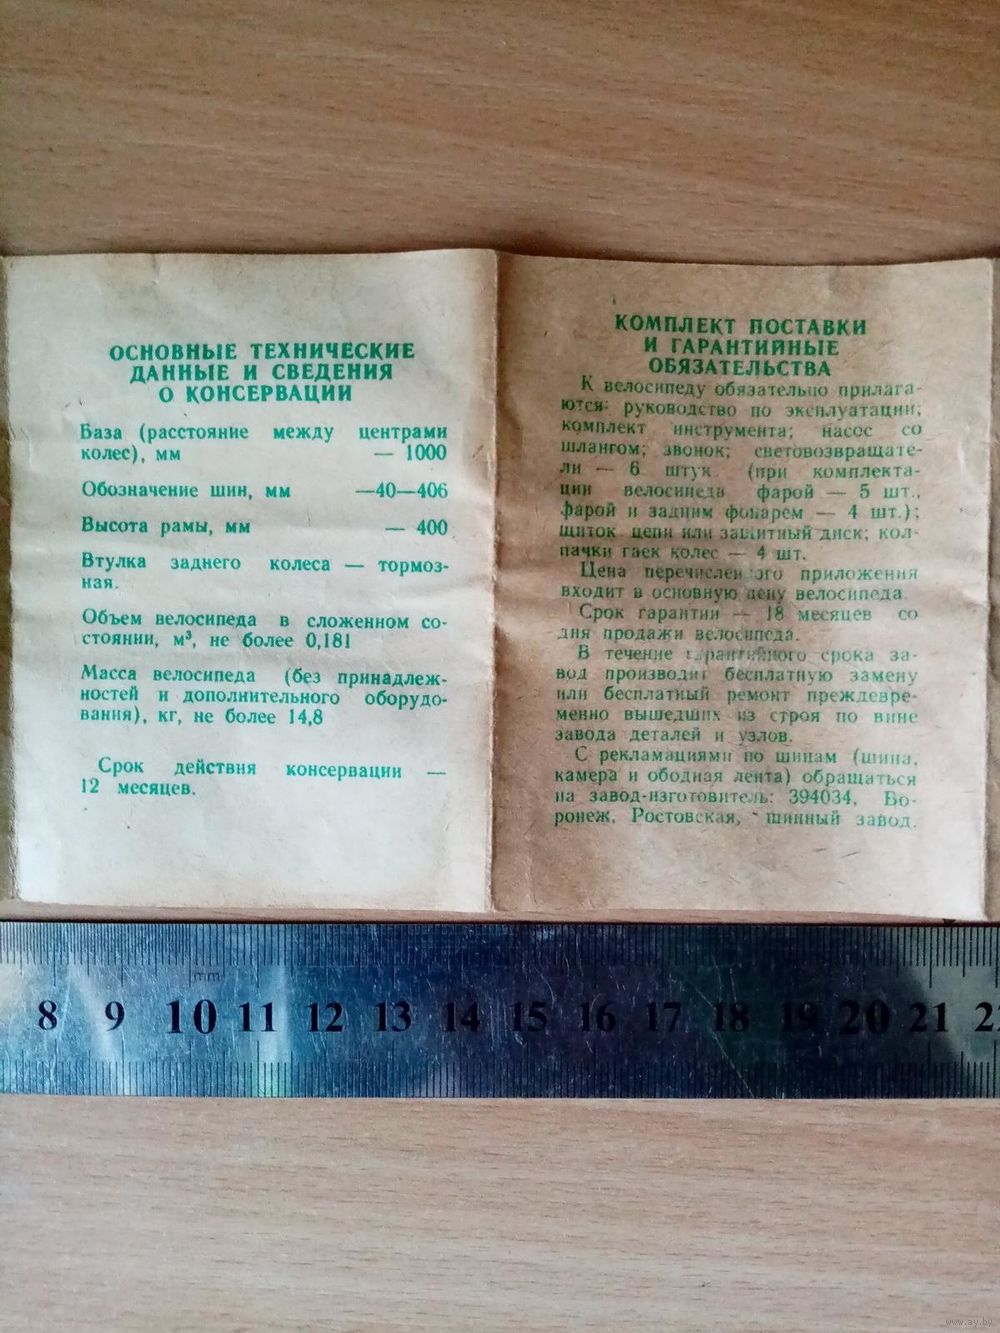 ОСНОВНЫЕ ТЕХНИЧЕСКИЕ
ДАННЫЕ И СВЕДЕНИЯ
О КОНСЕРВАЦИИ
База (расстояние между центрами
колес), мм — 1000
Обозначение шин, мм —40—406
Высота рамы, мм — 400
Втулка заднего колеса — тормоз-
ная.
Объем велосипеда в сложенном со-
стоянии, м³, не более 0,181
Масса велосипеда (без принадлеж-
ностей и дополнительного оборудо-
вания), кг, не более 14,8
Срок действия консервации —
12 месяцев.
КОМПЛЕКТ ПОСТАВКИ
И ГАРАНТИЙНЫЕ
ОБЯЗАТЕЛЬСТВА
К велосипеду обязательно прилага-
ются: руководство по эксплуатации;
комплект инструмента; насос со
шлангом; звонок; световозвращате-
ли — 6 штук (при комплекта-
ции велосипеда фарой — 5 шт.,
фарой и задним фонарем — 4 шт.);
щиток цепи или защитный диск; кол-
пачки гаек колес — 4 шт.
Цена перечисленного приложения
входит в основную цену велосипеда.
Срок гарантии — 18 месяцев со
дня продажи велосипеда.
В течение гарантийного срока за-
вод производит бесплатную замену
или бесплатный ремонт преждевре-
менно вышедших из строя по вине
завода деталей и узлов.
С рекламациями по шинам (шина,
камера и ободная лента) обращаться
на завод-изготовитель: 394034, Во-
ронеж, Ростовская, шинный завод.
mm
8 9 10 11 12 13 14 15 16 17 18 19 20 21
www.ay.by